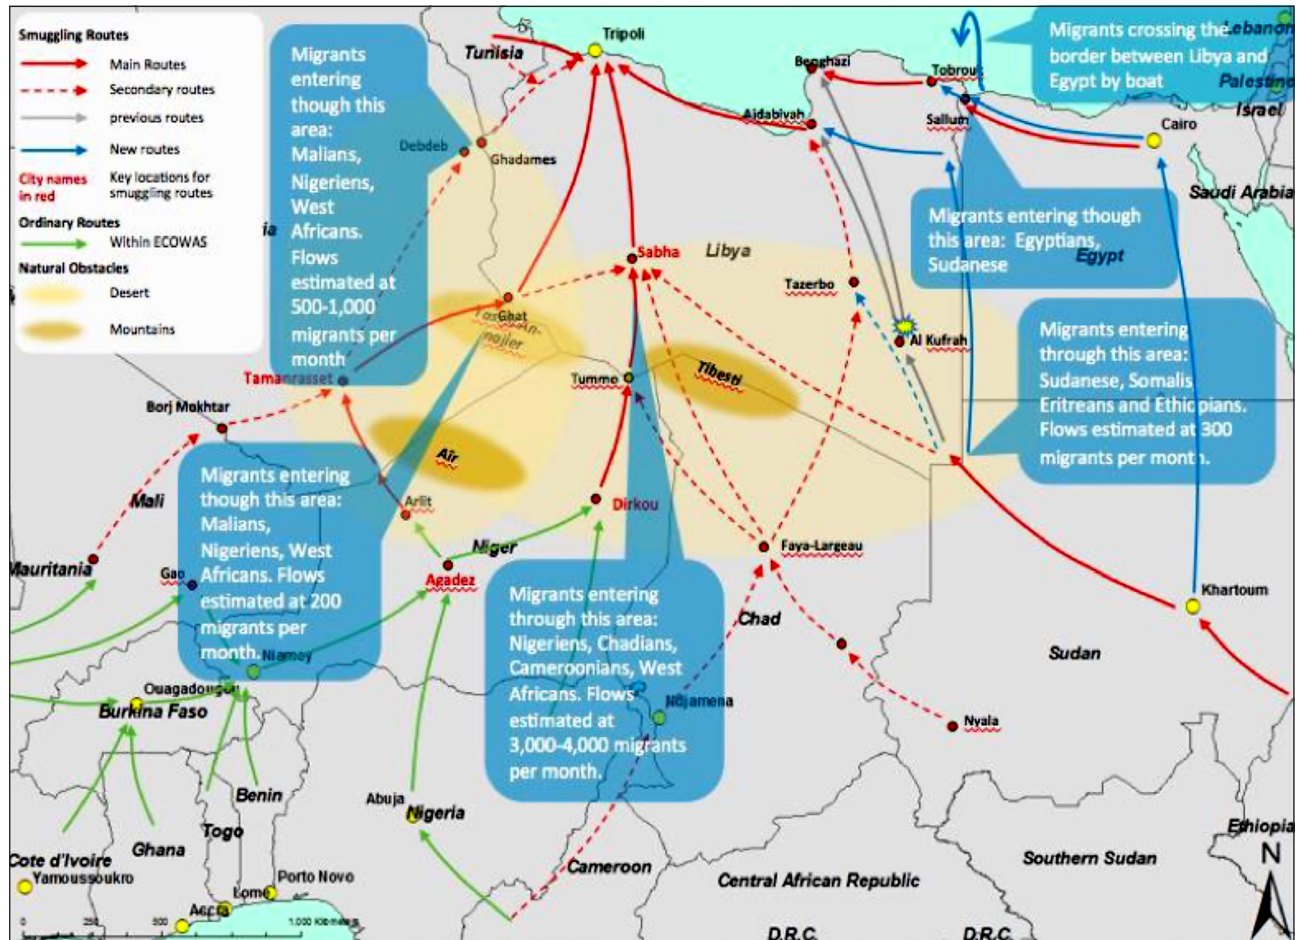 Smuggling Routes
Main Routes
Secondary routes
previous routes
New routes
City names
in red
Key locations for
smuggling routes
Ordinary Routes
Within ECOWAS
Natural Obstacles
Desert
Mountains
Migrants
entering
though this
area:
Malians,
Nigeriens,
West
Africans.
Flows
estimated at
500-1,000
migrants per
month
Tunisia
Tripoli
Benghazi
Tobrouk
Migrants crossing the
border between Libya and
Egypt by boat
Lebanon
Palestine
Israel
Ajdabiyah
Sallum
Cairo
Debdeb
Ghadames
Saudi Arabia
Migrants entering though
this area: Egyptians,
Sudanese
Egypt
ia
Sabha
Libya
Tazerbo
Ghat
Al Kufrah
Migrants entering
through this area:
Sudanese, Somalis
Eritreans and Ethiopians.
Flows estimated at 300
migrants per month.
Tamanrasset
Tummo
Tibesti
Borj Mokhtar
Aïr
Migrants entering
though this area:
Malians,
Nigeriens, West
Africans. Flows
estimated at 200
migrants per
month.
Mali
Arlit
Dirkou
Niger
Faya-Largeau
Mauritania
Gao
Agadez
Migrants entering
through this area:
Nigeriens, Chadians,
Cameroonians, West
Africans. Flows
estimated at
3,000-4,000 migrants
per month.
Khartoum
Chad
Sudan
Niamey
Ouagadougou
Burkina Faso
Ndjamena
Nyala
Benin
Abuja
Nigeria
Togo
Ghana
Cote d'Ivoire
Yamoussoukro
Cameroon
Central African Republic
Southern Sudan
Ethiopia
N
Porto Novo
Lome
Accra
0
250
500
1,000 Kilometers
D.R.C.
D.R.C.